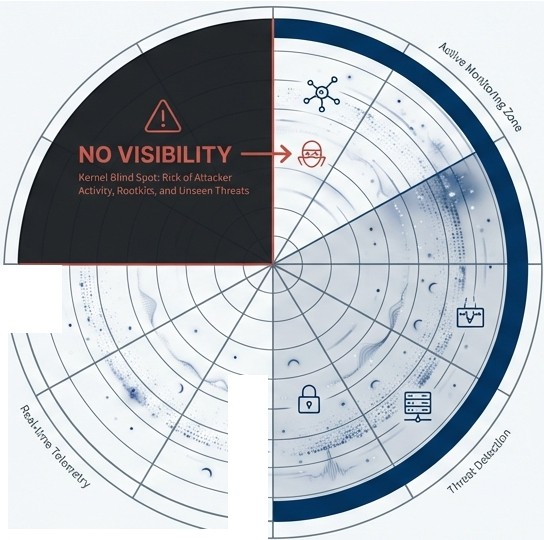 Active Monitoring Zone
NO VISIBILITY
Kernel Blind Spot: Rick of Attacker
Activity, Rootkits, and Unseen Threats
Real-time Telometry
Threat Detection